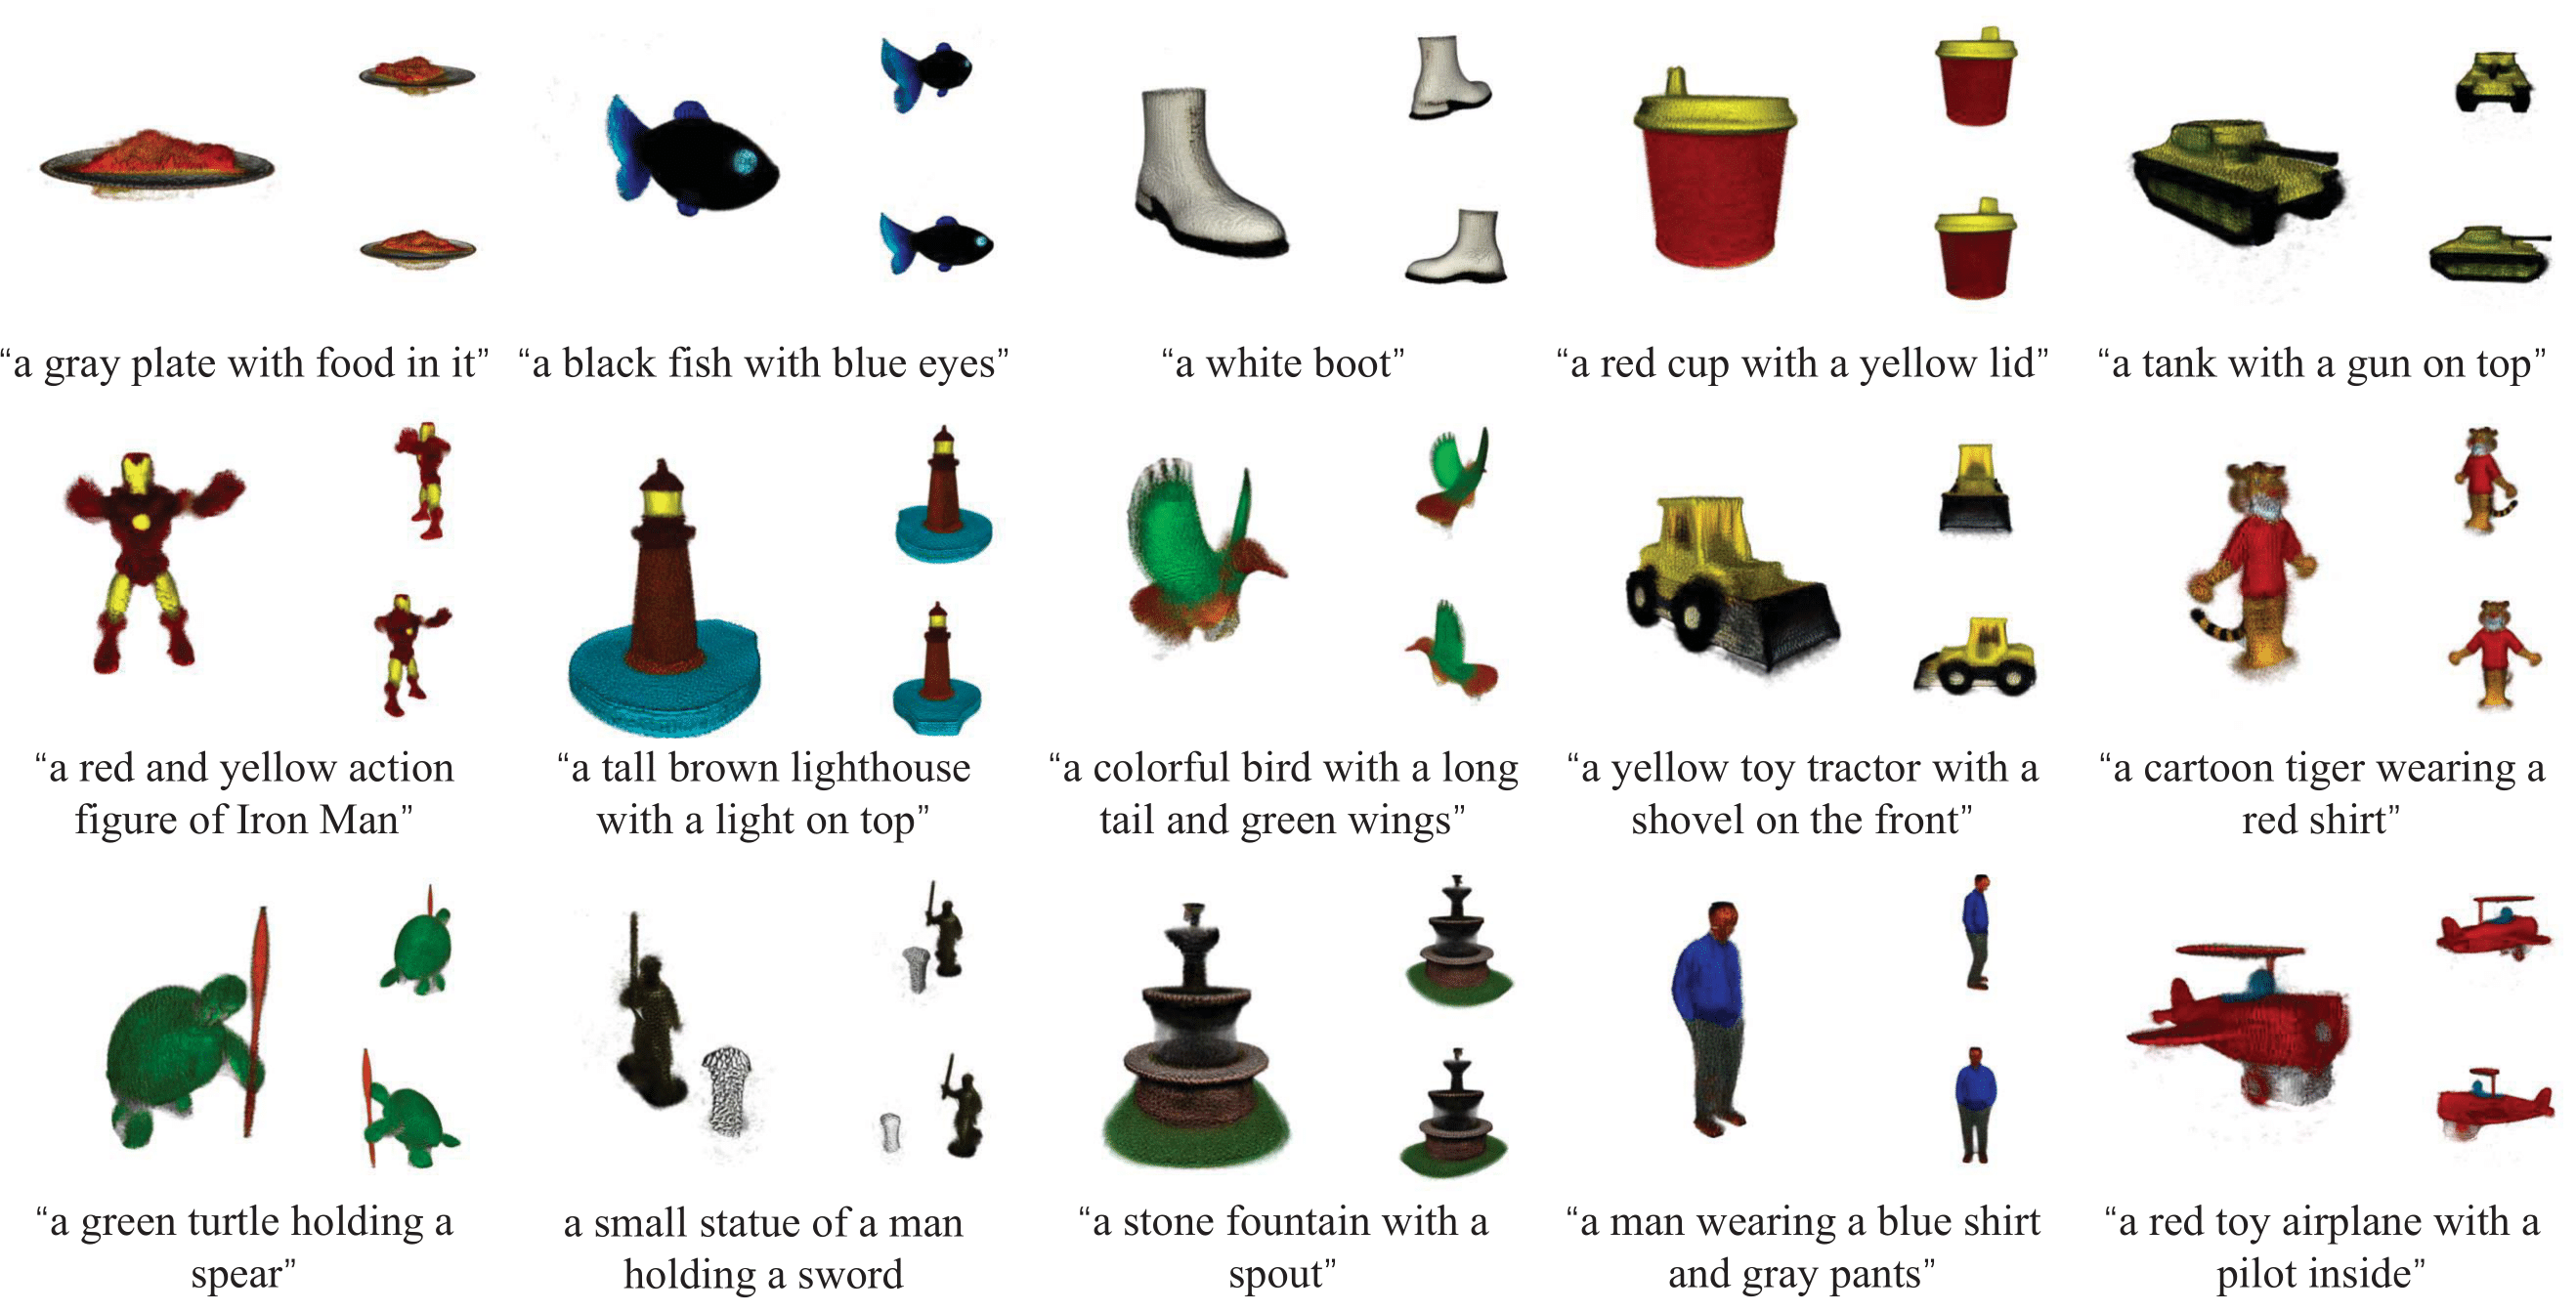 “a gray plate with food in it” “a black fish with blue eyes” “a white boot” “a red cup with a yellow lid” “a tank with a gun on top”
“a red and yellow action
figure of Iron Man”
“a tall brown lighthouse
with a light on top”
“a colorful bird with a long
tail and green wings”
“a yellow toy tractor with a
shovel on the front”
“a cartoon tiger wearing a
red shirt”
“a green turtle holding a
spear”
a small statue of a man
holding a sword
“a stone fountain with a
spout”
“a man wearing a blue shirt
and gray pants”
“a red toy airplane with a
pilot inside”